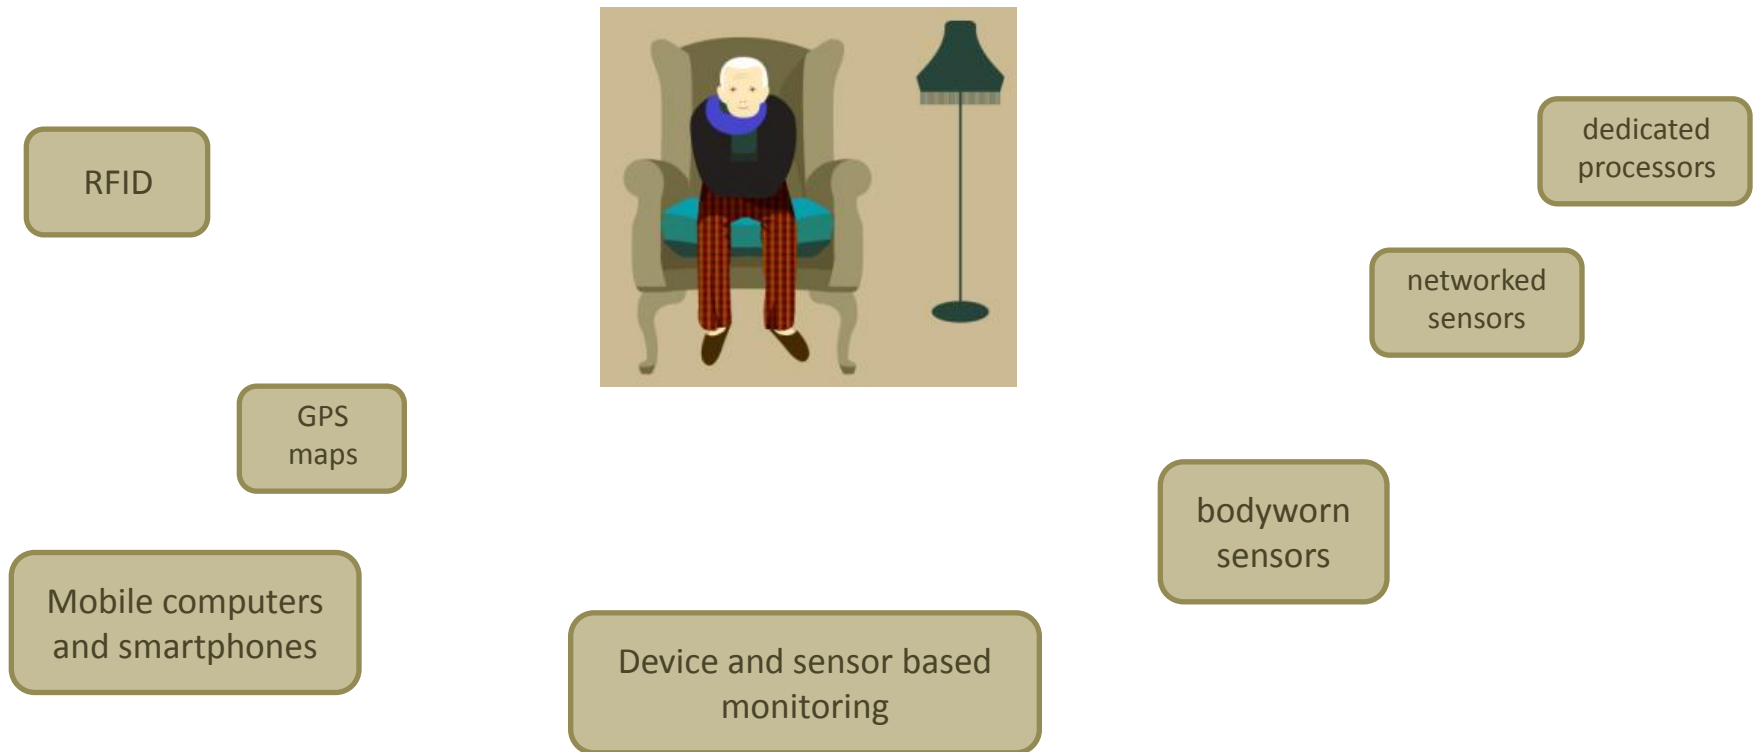 RFID
dedicated
processors
networked
sensors
GPS
maps
bodyworn
sensors
Mobile computers
and smartphones
Device and sensor based
monitoring